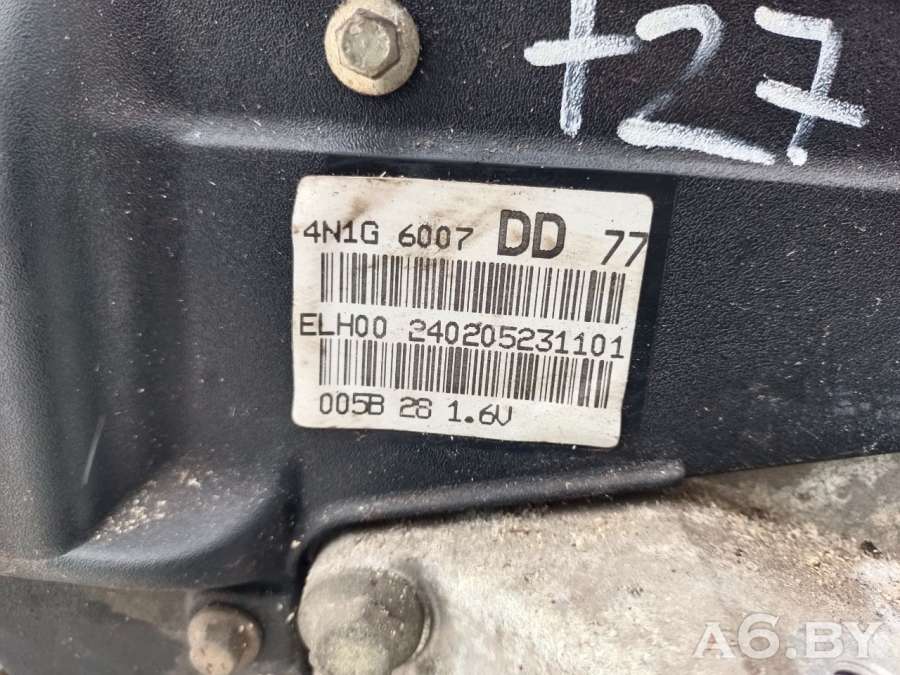 +27
4N1G 6007 DD 77
ELH00 240205231101
005B 28 1.6V
A6.BY